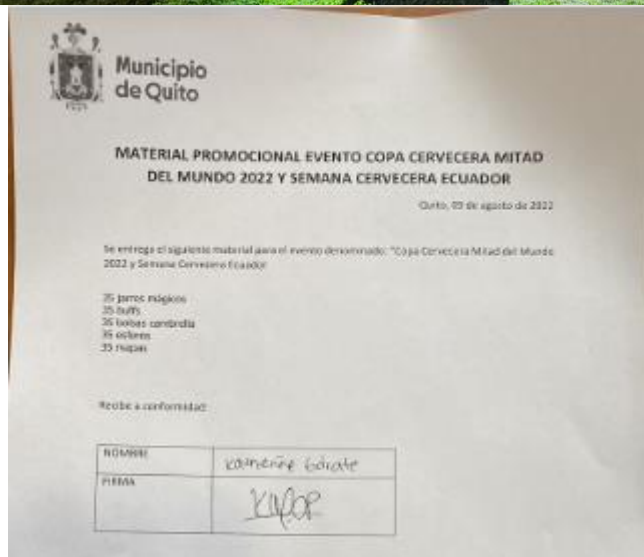 Municipio
de Quito
MATERIAL PROMOCIONAL EVENTO COPA CERVECERA MITAD
DEL MUNDO 2022 Y SEMANA CERVECERA ECUADOR
Quito, 09 de agosto de 2022
Se entrega el siguiente material para el evento denominado: "Copa Cervecera Mitad del Mundo
2022 y Semana Cervecera Ecuador
35 jarros mágicos
35 buffs
35 bolsas
35 esferos
35 mapas
Recibe a conformidad:
NOMBRE
Katherine Gárate
FIRMA